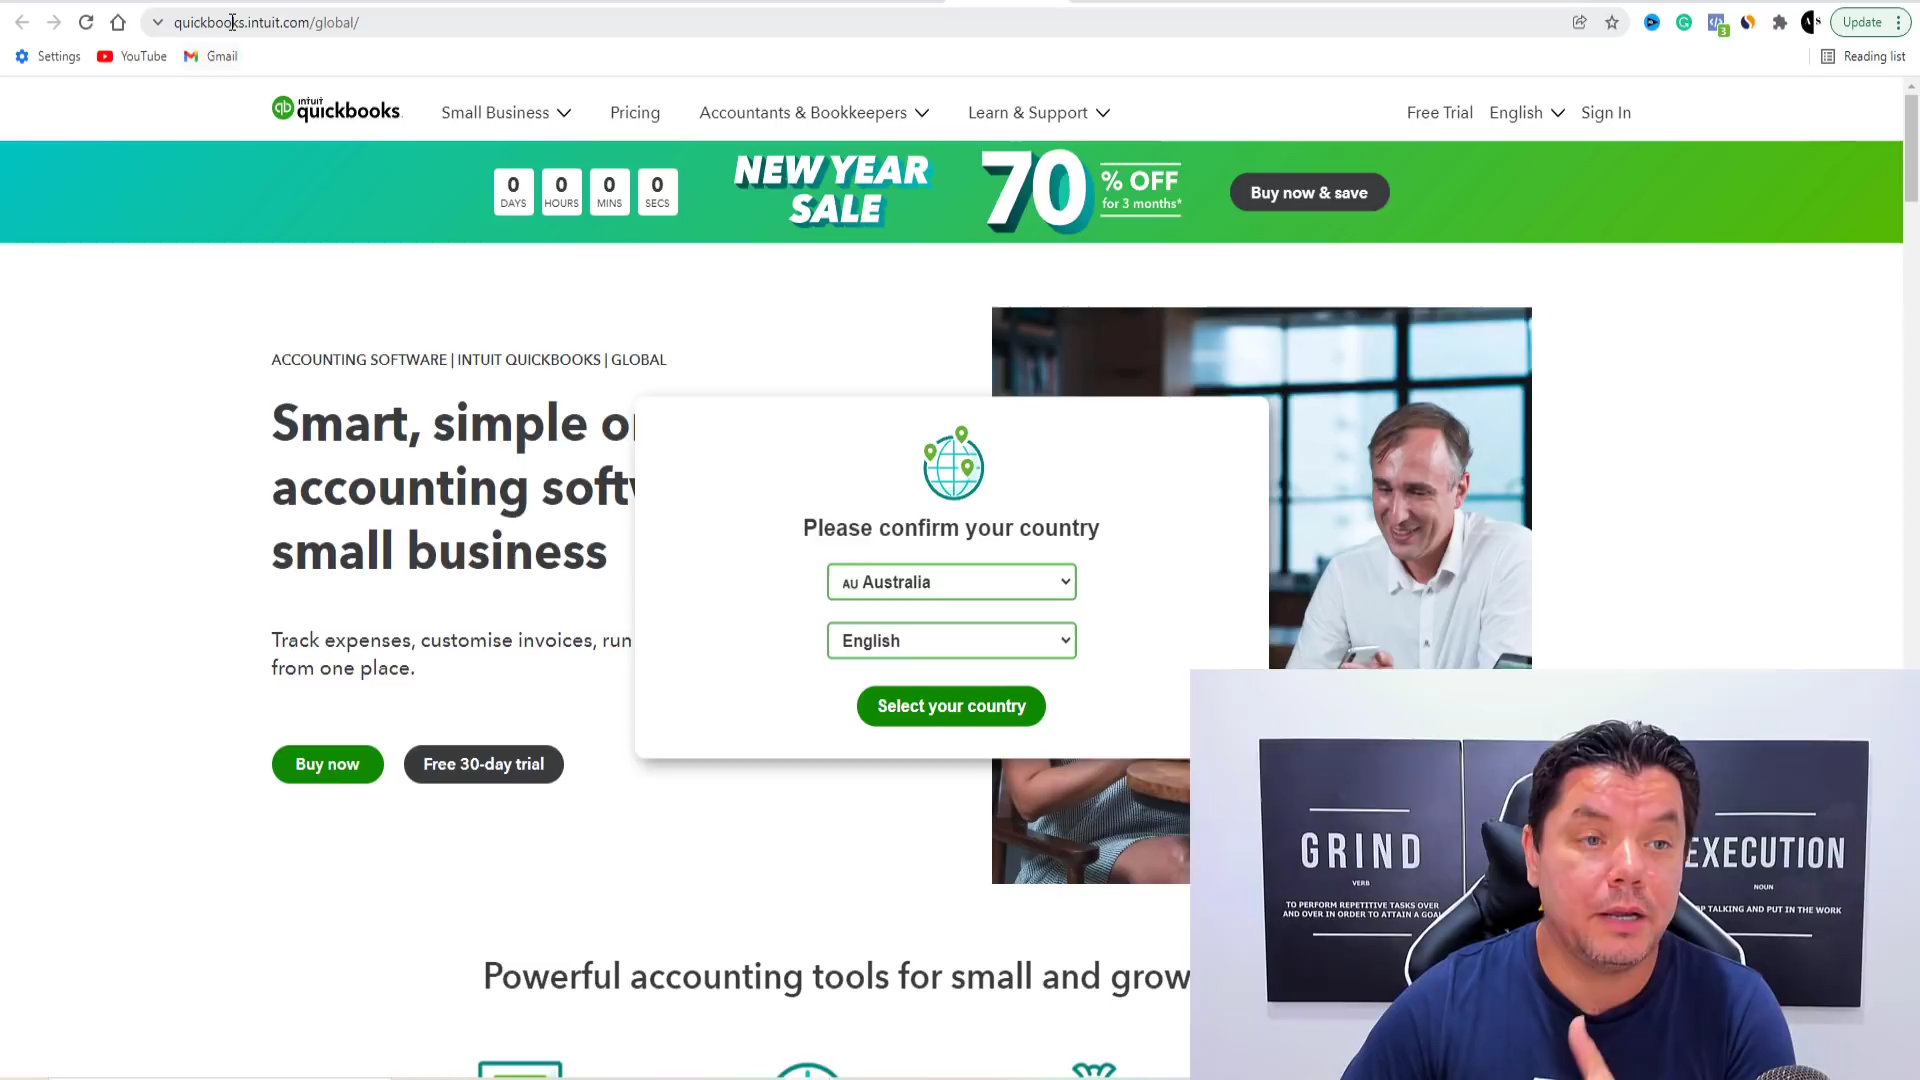 quickbooks.intuit.com/global/
Update
Settings
YouTube
Gmail
Reading list
intuit
quickbooks.
Small Business
Pricing
Accountants & Bookkeepers
Learn & Support
Free Trial
English
Sign In
0 0 0 0
DAYS HOURS MINS SECS
NEW YEAR
SALE
70
% OFF
for 3 months*
Buy now & save
ACCOUNTING SOFTWARE | INTUIT QUICKBOOKS | GLOBAL
Smart, simple
accounting
small business
Track expenses, customise invoices, run
from one place.
Buy now
Free 30-day trial
Please confirm your country
AU Australia
English
Select your country
Powerful accounting tools for small and grow
GRIND
VERB
TO PERFORM REPETITIVE TASKS OVER
AND OVER IN ORDER TO ATTAIN A GOAL
EXECUTION
NOUN
TALKING AND PUT IN THE WORK